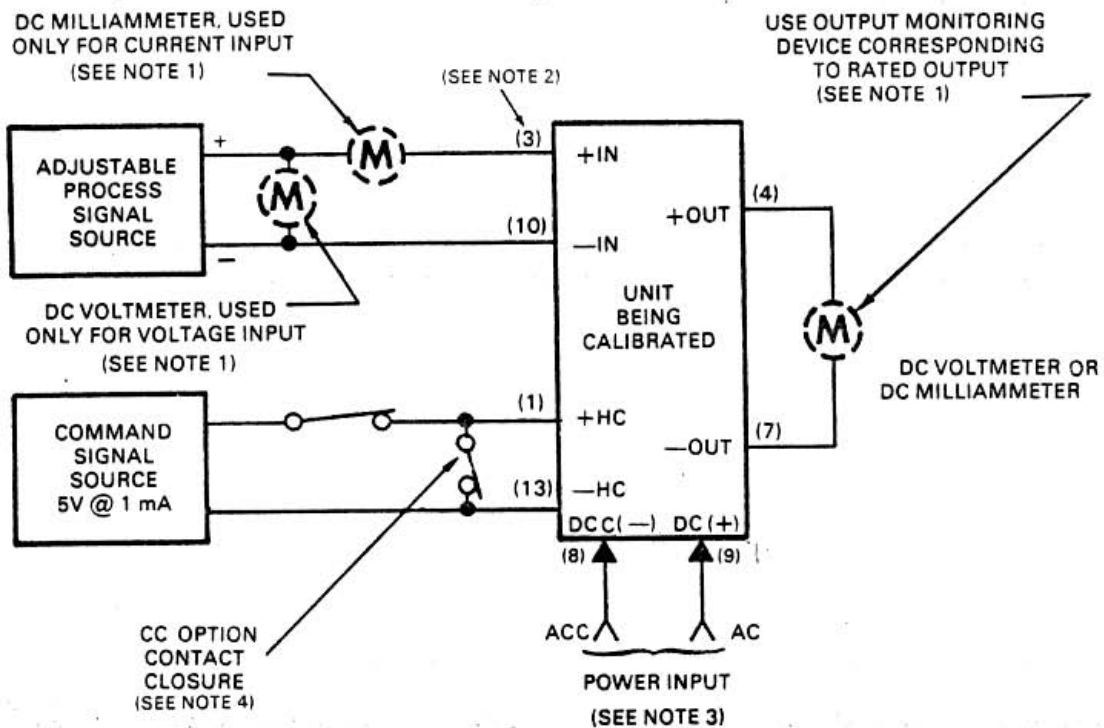 DC MILLIAMMETER, USED
ONLY FOR CURRENT INPUT
(SEE NOTE 1)
USE OUTPUT MONITORING
DEVICE CORRESPONDING
TO RATED OUTPUT
(SEE NOTE 1)
(SEE NOTE 2)
ADJUSTABLE
PROCESS
SIGNAL
SOURCE
+
−
M
M
(3)
+IN
(10)
−IN
(4)
+OUT
UNIT
BEING
CALIBRATED
M
DC VOLTMETER OR
DC MILLIAMMETER
(7)
−OUT
DC VOLTMETER, USED
ONLY FOR VOLTAGE INPUT
(SEE NOTE 1)
COMMAND
SIGNAL
SOURCE
5V @ 1 mA
(1)
+HC
(13)
−HC
DCC(−) DC(+)
(8) (9)
ACC AC
CC OPTION
CONTACT
CLOSURE
(SEE NOTE 4)
POWER INPUT
(SEE NOTE 3)